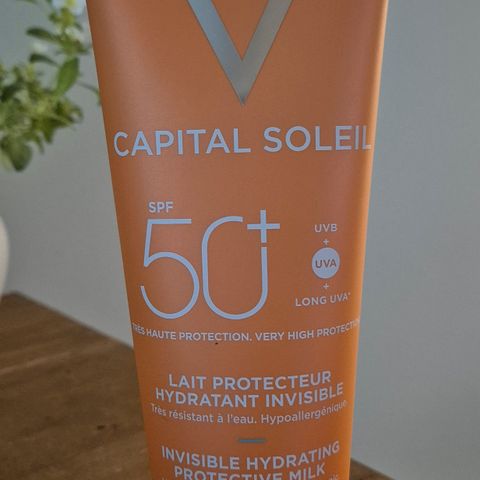 CAPITAL SOLEIL
SPF
50+
UVB
+
UVA
+
LONG UVA*
TRÈS HAUTE PROTECTION. VERY HIGH PROTECTION
LAIT PROTECTEUR
HYDRATANT INVISIBLE
Très résistant à l'eau. Hypoallergénique.
INVISIBLE HYDRATING
PROTECTIVE MILK